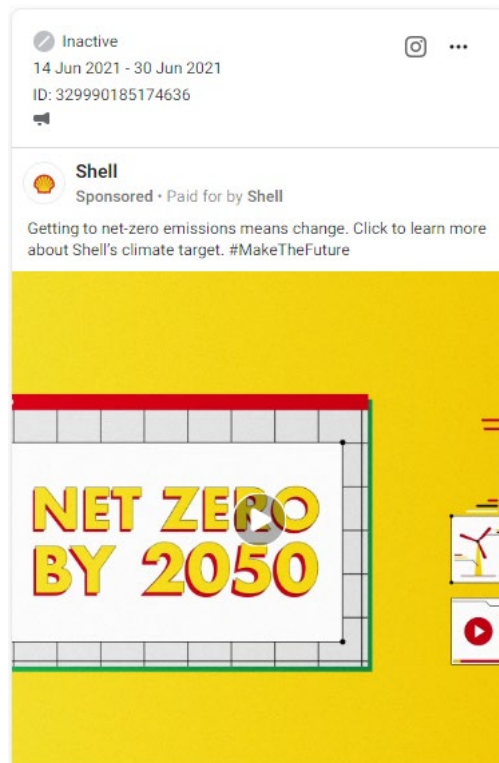 Inactive
14 Jun 2021 - 30 Jun 2021
ID: 329990185174636
Shell
Sponsored • Paid for by Shell
Getting to net-zero emissions means change. Click to learn more
about Shell's climate target. #MakeTheFuture
NET ZERO
BY 2050